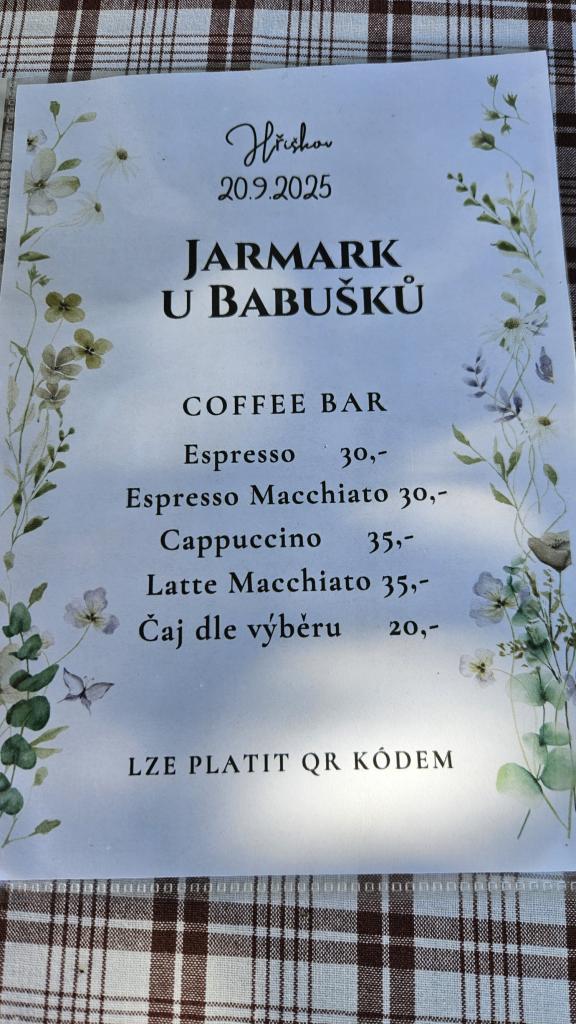 Hřiškov
20.9.2025
JARMARK
U BABUŠKŮ
COFFEE BAR
Espresso 30,-
Espresso Macchiato 30,-
Cappuccino 35,-
Latte Macchiato 35,-
Čaj dle výběru 20,-
LZE PLATIT QR KÓDEM